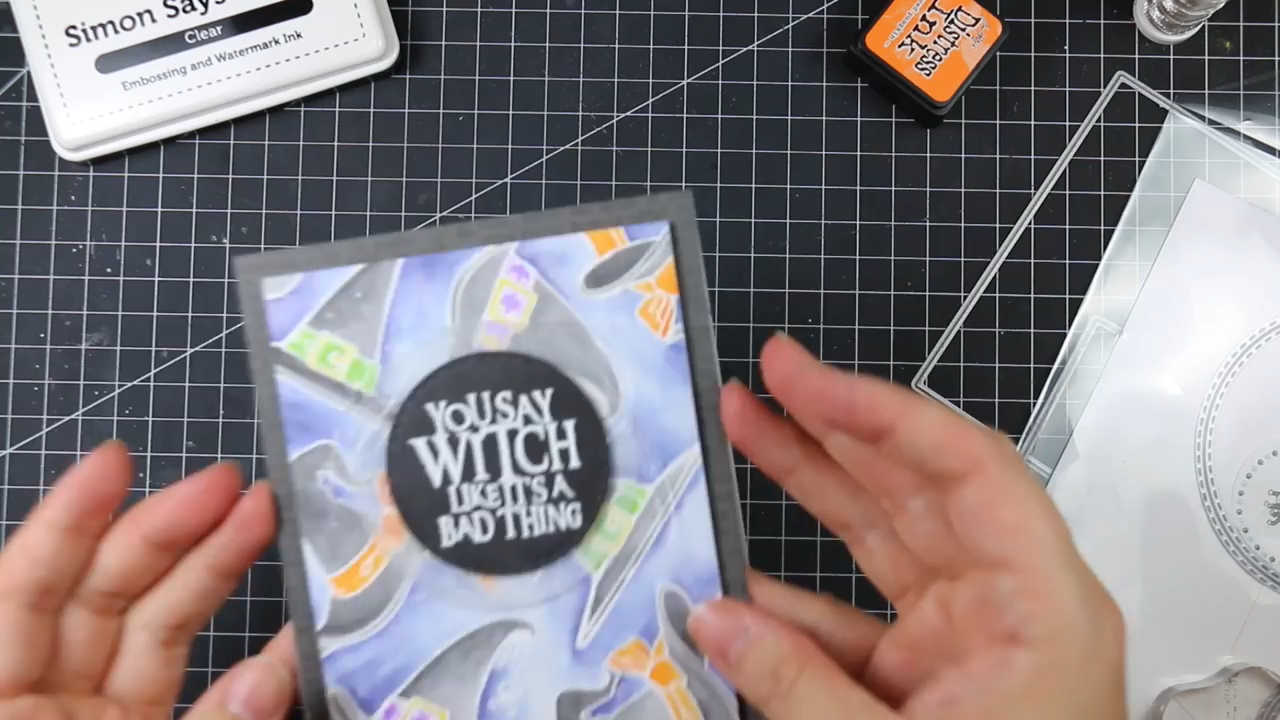 Simon Says
Clear
Embossing and Watermark Ink
Distress
Ink
YOU SAY
WITCH
LIKE IT'S A
BAD THING